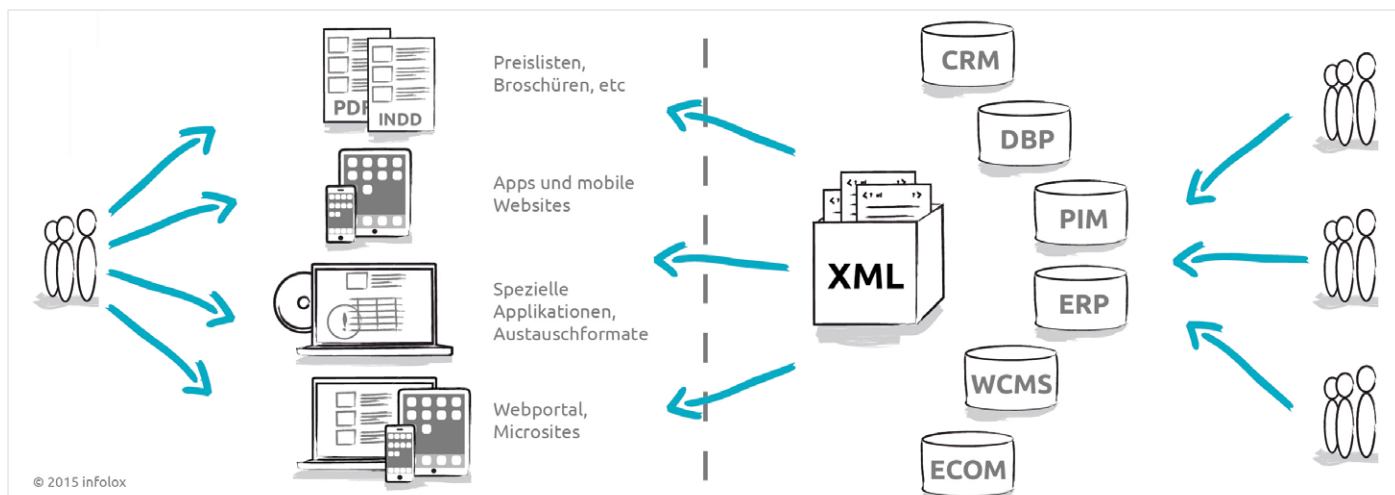 PDF
INDD
Preislisten,
Broschüren, etc
Apps und mobile
Websites
Spezielle
Applikationen,
Austauschformate
Webportal,
Microsites
XML
CRM
DBP
PIM
ERP
WCMS
ECOM
© 2015 infolox